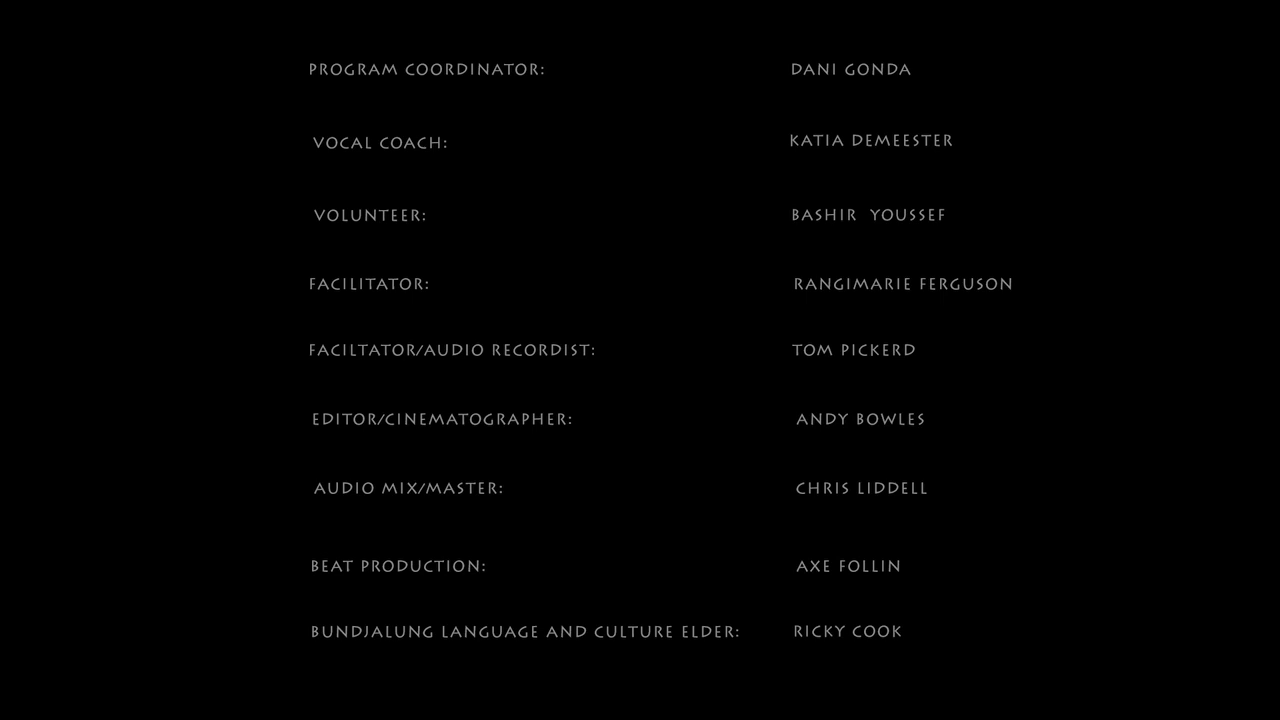 PROGRAM COORDINATOR: DANI GONDA
VOCAL COACH: KATIA DEMEESTER
VOLUNTEER: BASHIR YOUSSEF
FACILITATOR: RANGIMARIE FERGUSON
FACILTATOR/AUDIO RECORDIST: TOM PICKERD
EDITOR/CINEMATOGRAPHER: ANDY BOWLES
AUDIO MIX/MASTER: CHRIS LIDDELL
BEAT PRODUCTION: AXE FOLLIN
BUNDJALUNG LANGUAGE AND CULTURE ELDER: RICKY COOK